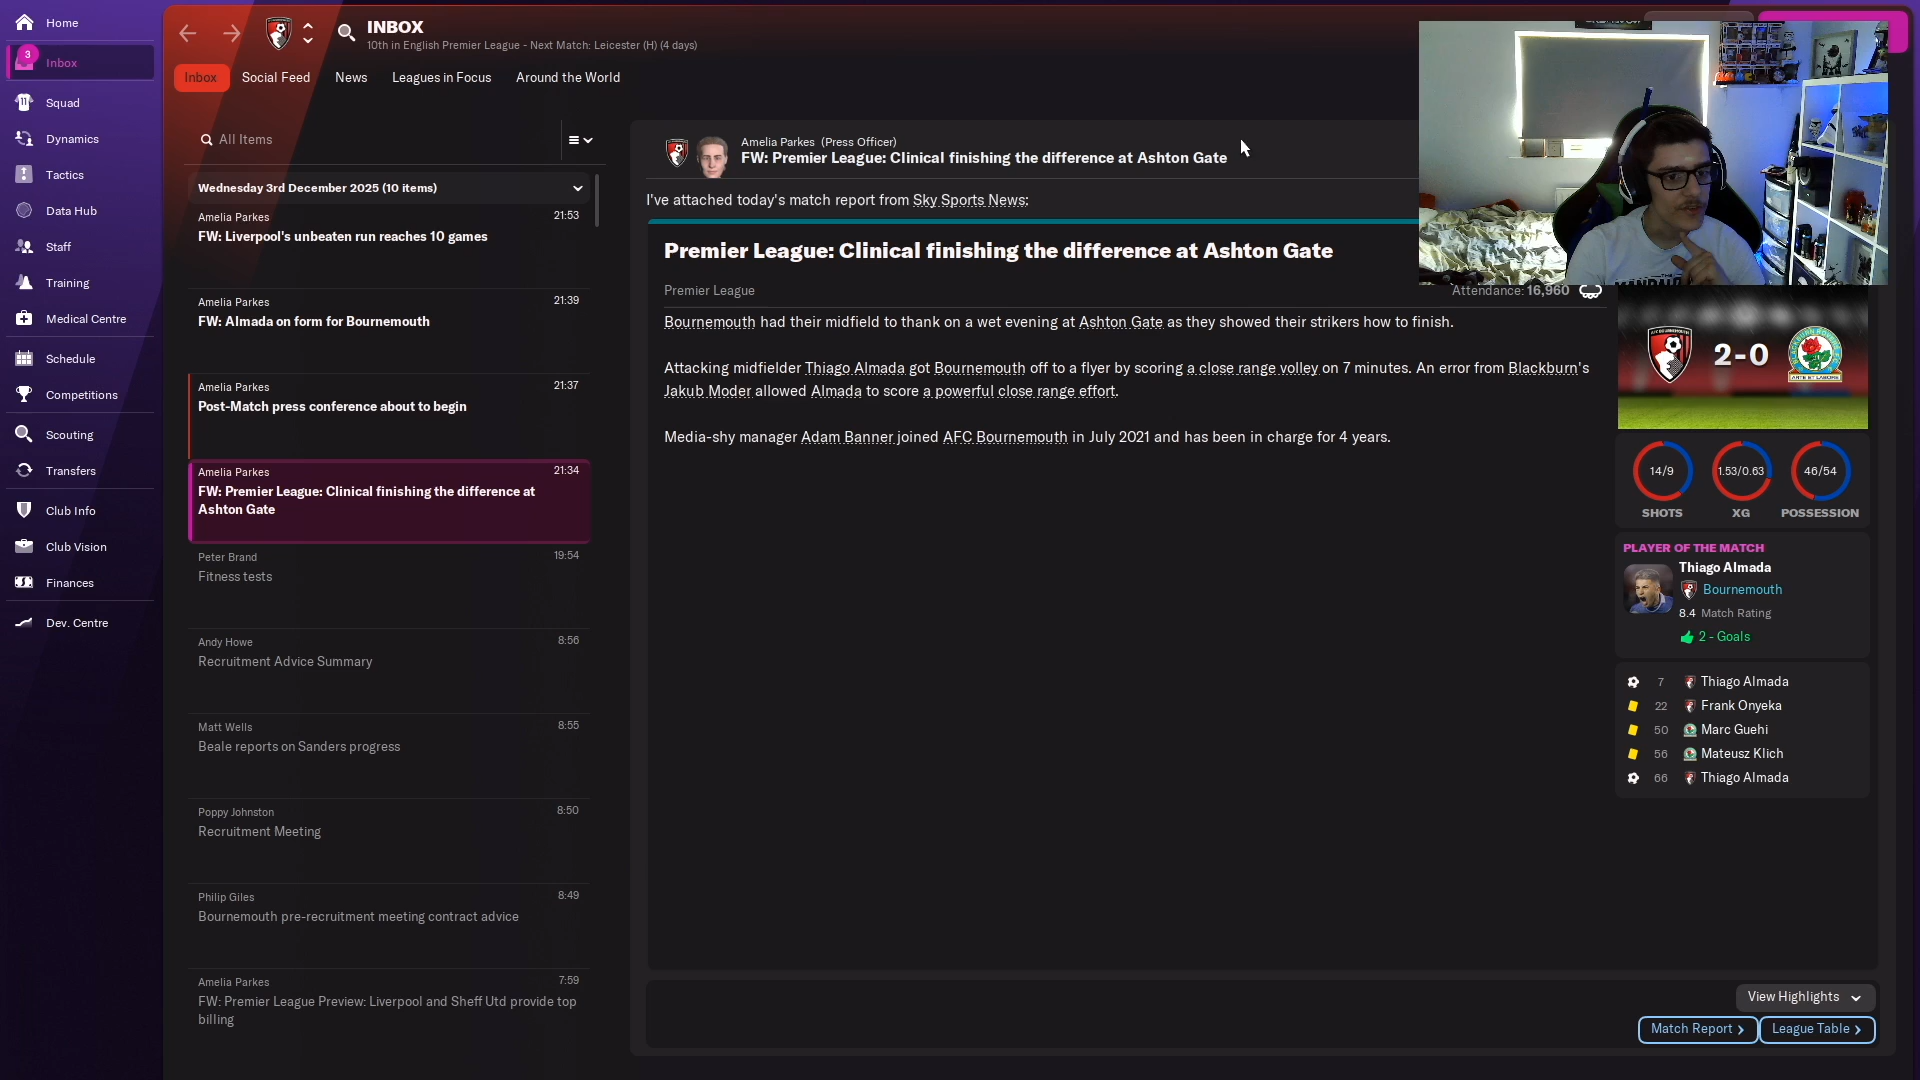 Home
3
Inbox
Squad
Dynamics
Tactics
Data Hub
Staff
Training
Medical Centre
Schedule
Competitions
Scouting
Transfers
Club Info
Club Vision
Finances
Dev. Centre
INBOX
10th in English Premier League - Next Match: Leicester (H) (4 days)
Inbox
Social Feed
News
Leagues in Focus
Around the World
All Items
Wednesday 3rd December 2025 (10 items)
Amelia Parkes 21:53
FW: Liverpool's unbeaten run reaches 10 games
Amelia Parkes 21:39
FW: Almada on form for Bournemouth
Amelia Parkes 21:37
Post-Match press conference about to begin
Amelia Parkes 21:34
FW: Premier League: Clinical finishing the difference at
Ashton Gate
Peter Brand 19:54
Fitness tests
Andy Howe 8:56
Recruitment Advice Summary
Matt Wells 8:55
Beale reports on Sanders progress
Poppy Johnston 8:50
Recruitment Meeting
Philip Giles 8:49
Bournemouth pre-recruitment meeting contract advice
Amelia Parkes 7:59
FW: Premier League Preview: Liverpool and Sheff Utd provide top
billing
Amelia Parkes (Press Officer)
FW: Premier League: Clinical finishing the difference at Ashton Gate
I've attached today's match report from Sky Sports News:
Premier League: Clinical finishing the difference at Ashton Gate
Premier League
Attendance: 16,960
Bournemouth had their midfield to thank on a wet evening at Ashton Gate as they showed their strikers how to finish.
Attacking midfielder Thiago Almada got Bournemouth off to a flyer by scoring a close range volley on 7 minutes. An error from Blackburn's
Jakub Moder allowed Almada to score a powerful close range effort.
Media-shy manager Adam Banner joined AFC Bournemouth in July 2021 and has been in charge for 4 years.
2-0
14/9
1.53/0.63
46/54
SHOTS
XG
POSSESSION
PLAYER OF THE MATCH
Thiago Almada
Bournemouth
8.4 Match Rating
2 - Goals
7 Thiago Almada
22 Frank Onyeka
50 Marc Guehi
56 Mateusz Klich
66 Thiago Almada
View Highlights
Match Report
League Table